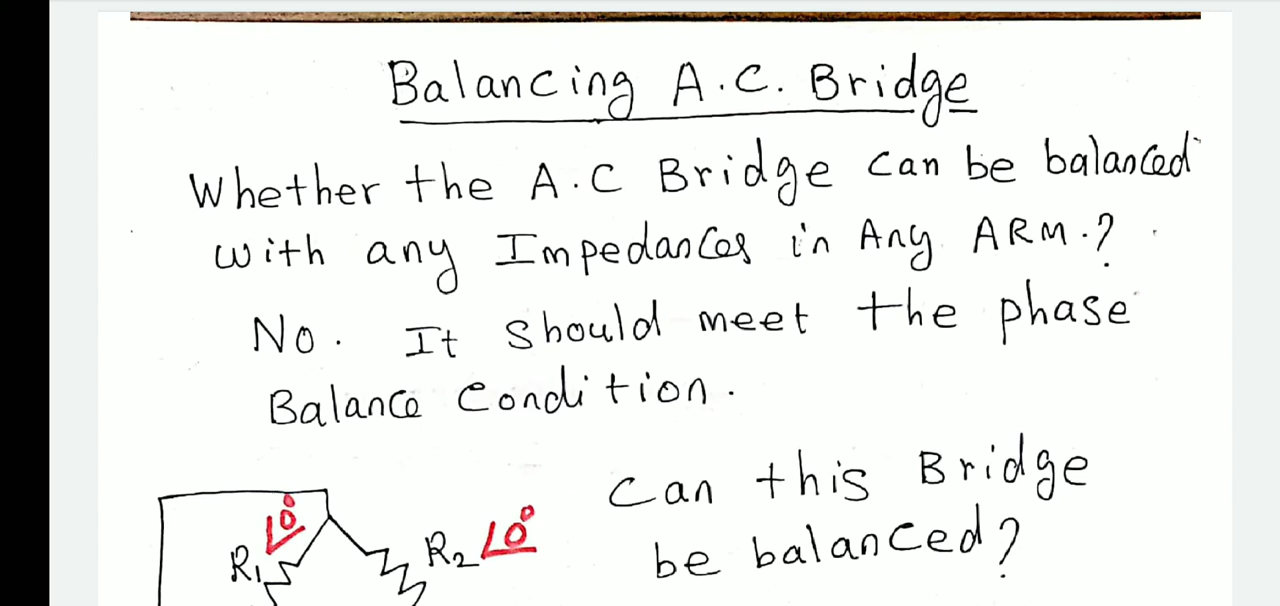 Balancing A.C. Bridge
Whether the A.C Bridge can be balanced
with any Impedances in Any ARM.?
No. It should meet the phase
Balance Condition.
Can this Bridge
be balanced?
R1 ∠0°
R2 ∠0°